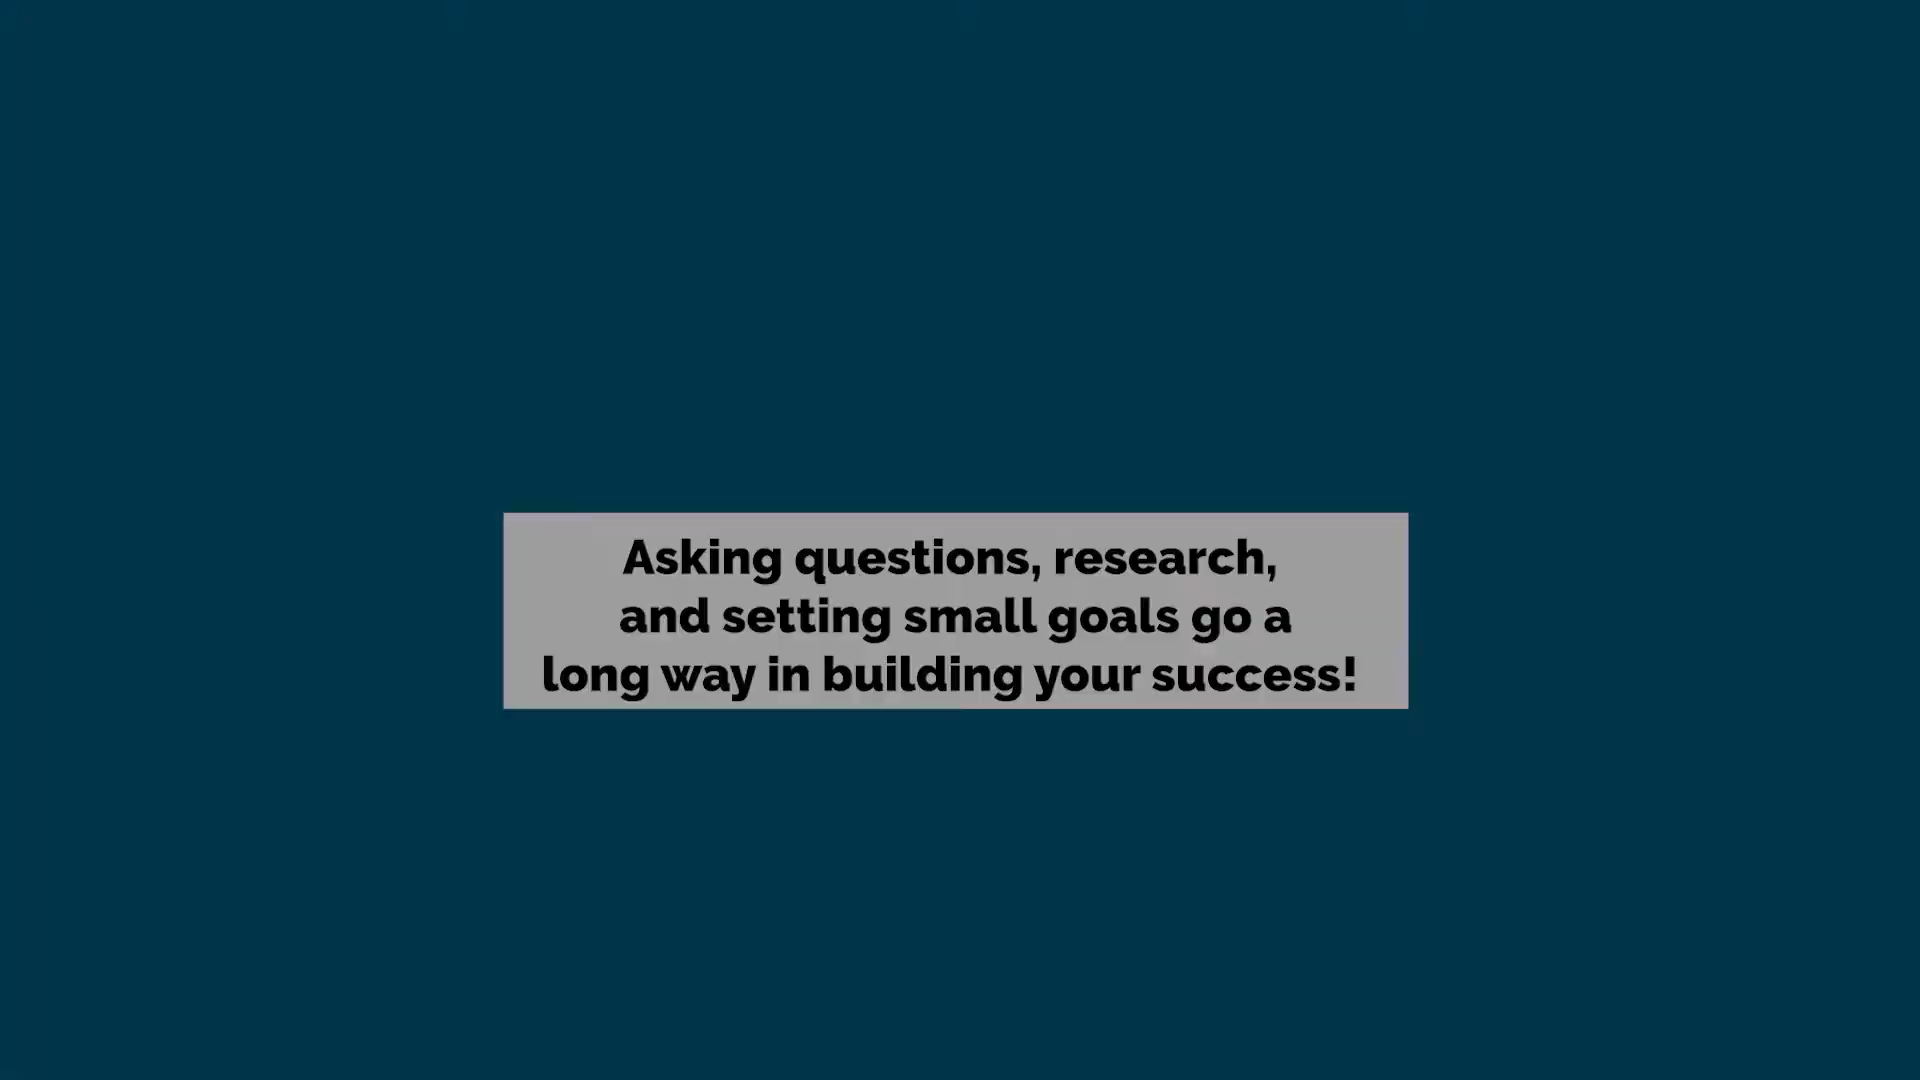 Asking questions, research,
and setting small goals go a
long way in building your success!